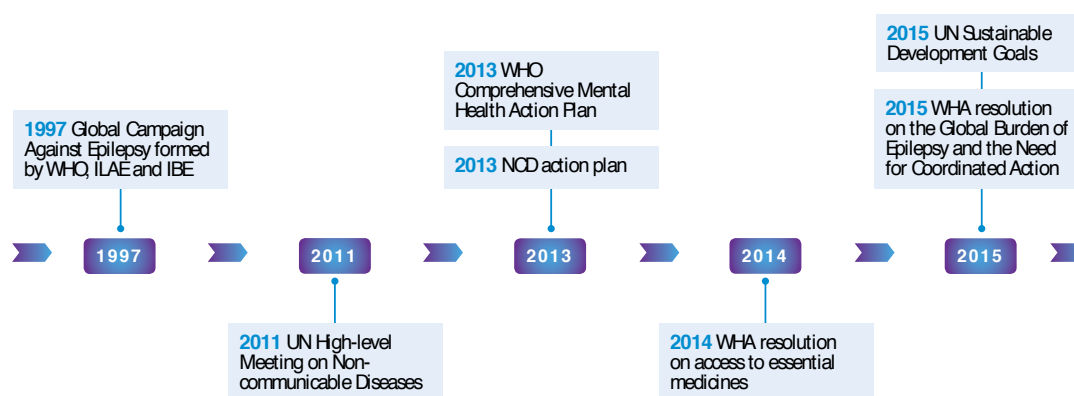 2015 UN Sustainable
Development Goals
2013 WHO
Comprehensive Mental
Health Action Plan
2015 WHA resolution
on the Global Burden of
Epilepsy and the Need
for Coordinated Action
1997 Global Campaign
Against Epilepsy formed
by WHO, ILAE and IBE
2013 NCD action plan
1997
2011
2013
2014
2015
2011 UN High-level
Meeting on Non-
communicable Diseases
2014 WHA resolution
on access to essential
medicines